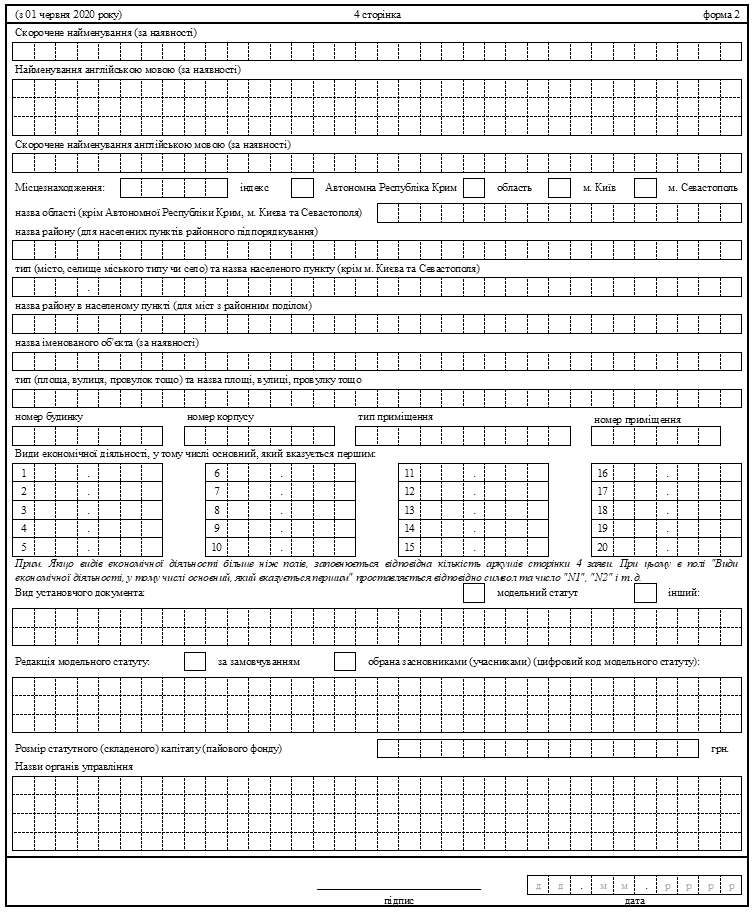 (з 01 червня 2020 року) 4 сторінка форма 2
Скорочене найменування (за наявності)
Найменування англійською мовою (за наявності)
Скорочене найменування англійською мовою (за наявності)
Місцезнаходження: індекс Автономна Республіка Крим область м. Київ м. Севастополь
назва області (крім Автономної Республіки Крим, м. Києва та Севастополя)
назва району (для населених пунктів районного підпорядкування)
тип (місто, селище міського типу чи село) та назва населеного пункту (крім м. Києва та Севастополя)
.
назва району в населеному пункті (для міст з районним поділом)
назва іменованого об'єкта (за наявності)
тип (площа, вулиця, провулок тощо) та назва площі, вулиці, провулку тощо
номер будинку номер корпусу тип приміщення номер приміщення
Види економічної діяльності, у тому числі основний, який вказується першим:
1 . 6 . 11 . 16 .
2 . 7 . 12 . 17 .
3 . 8 . 13 . 18 .
4 . 9 . 14 . 19 .
5 . 10 . 15 . 20 .
Прим. Якщо видів економічної діяльності більше ніж полів, заповнюється відповідна кількість аркушів сторінки 4 заяви. При цьому в полі "Види
економічної діяльності, у тому числі основний, який вказується першим" проставляється відповідно символ та число "N1", "N2" і т. д.
Вид установчого документа: модельний статут інший:
Редакція модельного статуту: за замовчуванням обрана засновниками (учасниками) (цифровий код модельного статуту):
Розмір статутного (складеного) капіталу (пайового фонду) грн.
Назви органів управління
д д . м м . р р р р
підпис дата